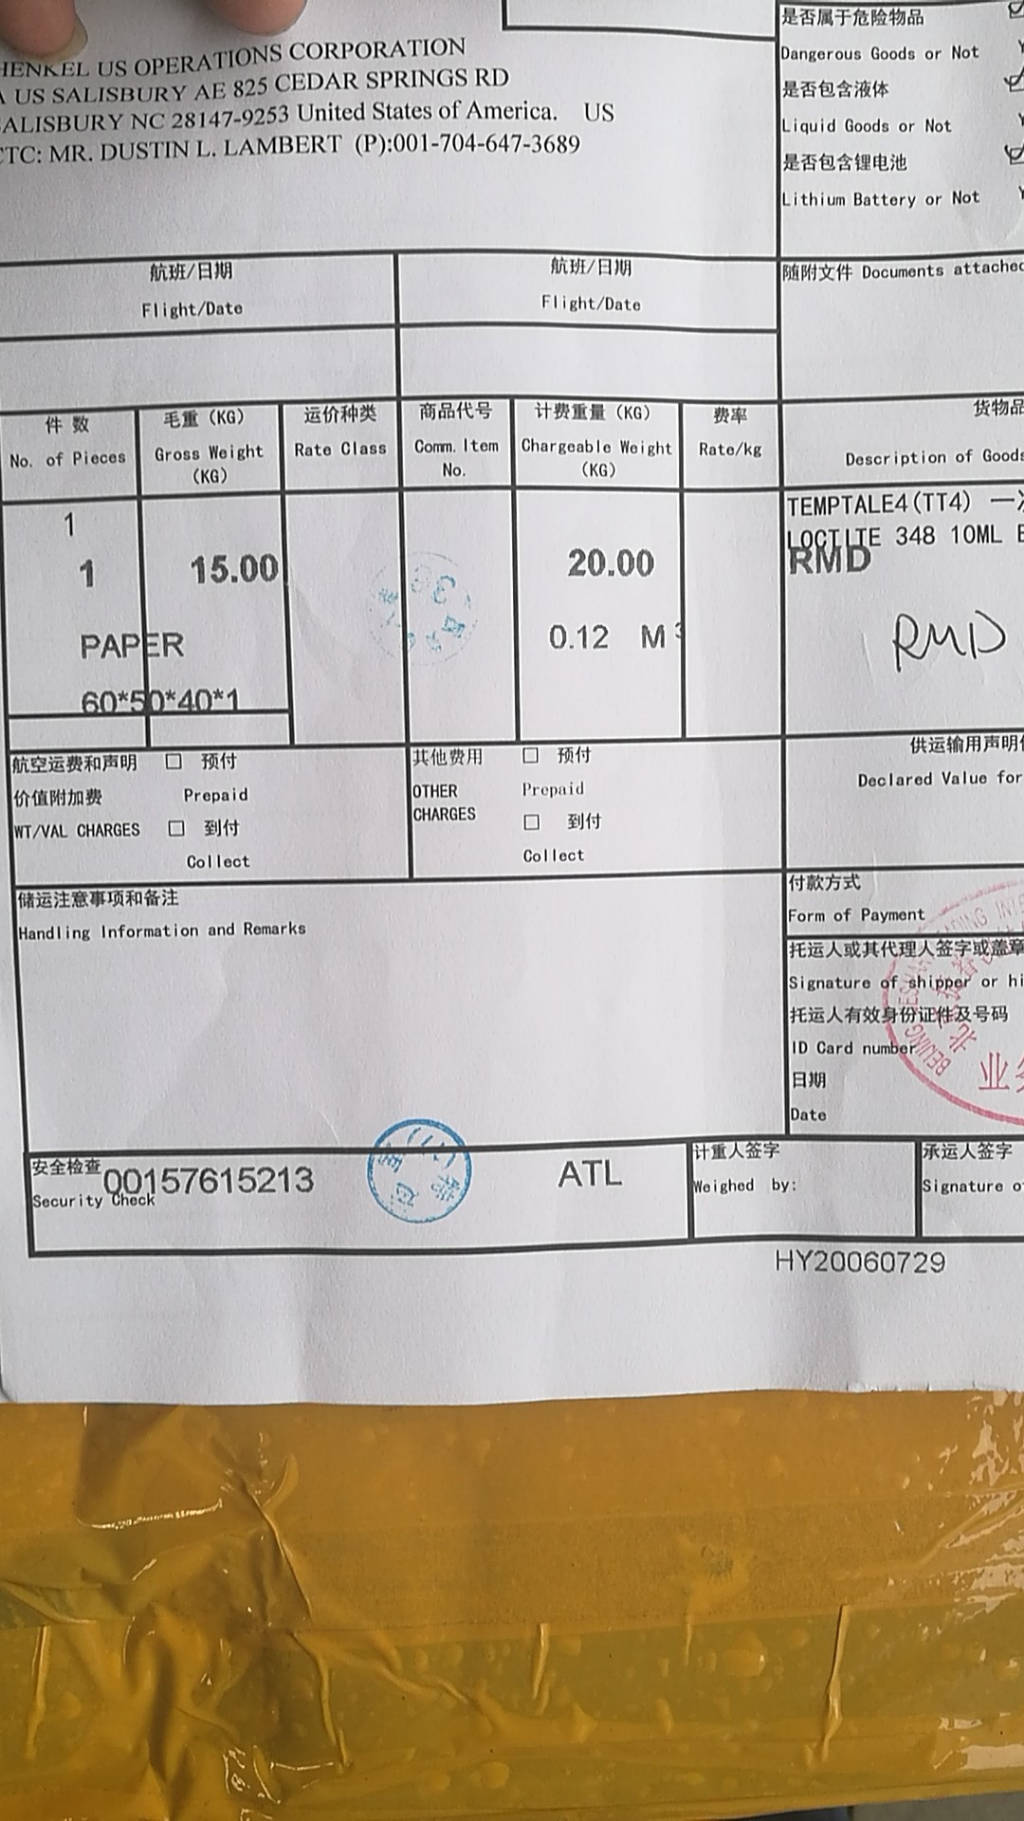 HENKEL US OPERATIONS CORPORATION
A US SALISBURY AE 825 CEDAR SPRINGS RD
SALISBURY NC 28147-9253 United States of America. US
CTC: MR. DUSTIN L. LAMBERT (P):001-704-647-3689
是否属于危险物品
Dangerous Goods or Not
是否包含液体
Liquid Goods or Not
是否包含锂电池
Lithium Battery or Not
航班/日期
Flight/Date
航班/日期
Flight/Date
随附文件 Documents attached
件 数
No. of Pieces
毛重 (KG)
Gross Weight
(KG)
运价种类
Rate Class
商品代号
Comm. Item
No.
计费重量 (KG)
Chargeable Weight
(KG)
费率
Rate/kg
货物品
Description of Goods
1
1
15.00
20.00
PAPER
0.12 M³
60*50*40*1
TEMPTALE4(TT4) 一
LOCTITE 348 10ML
RMD
RMD
航空运费和声明
价值附加费
WT/VAL CHARGES
□ 预付
Prepaid
□ 到付
Collect
其他费用
OTHER
CHARGES
□ 预付
Prepaid
□ 到付
Collect
供运输用声明
Declared Value for
储运注意事项和备注
Handling Information and Remarks
付款方式
Form of Payment
托运人或其代理人签字或盖章
Signature of shipper or hi
托运人有效身份证件及号码
ID Card number
日期
Date
BEIJING
北
业
安全检查
Security Check
00157615213
ATL
计重人签字
Weighed by:
承运人签字
Signature o
HY20060729